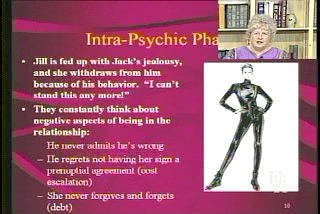 Intra-Psychic Pha
• Jill is fed up with Jack's jealousy,
and she withdraws from him
because of his behavior. "I can't
stand this any more!"
• They constantly think about
negative aspects of being in the
relationship:
He never admits he's wrong
– He regrets not having her sign a
prenuptial agreement (cost
escalation)
– She never forgives and forgets
(debt)
10